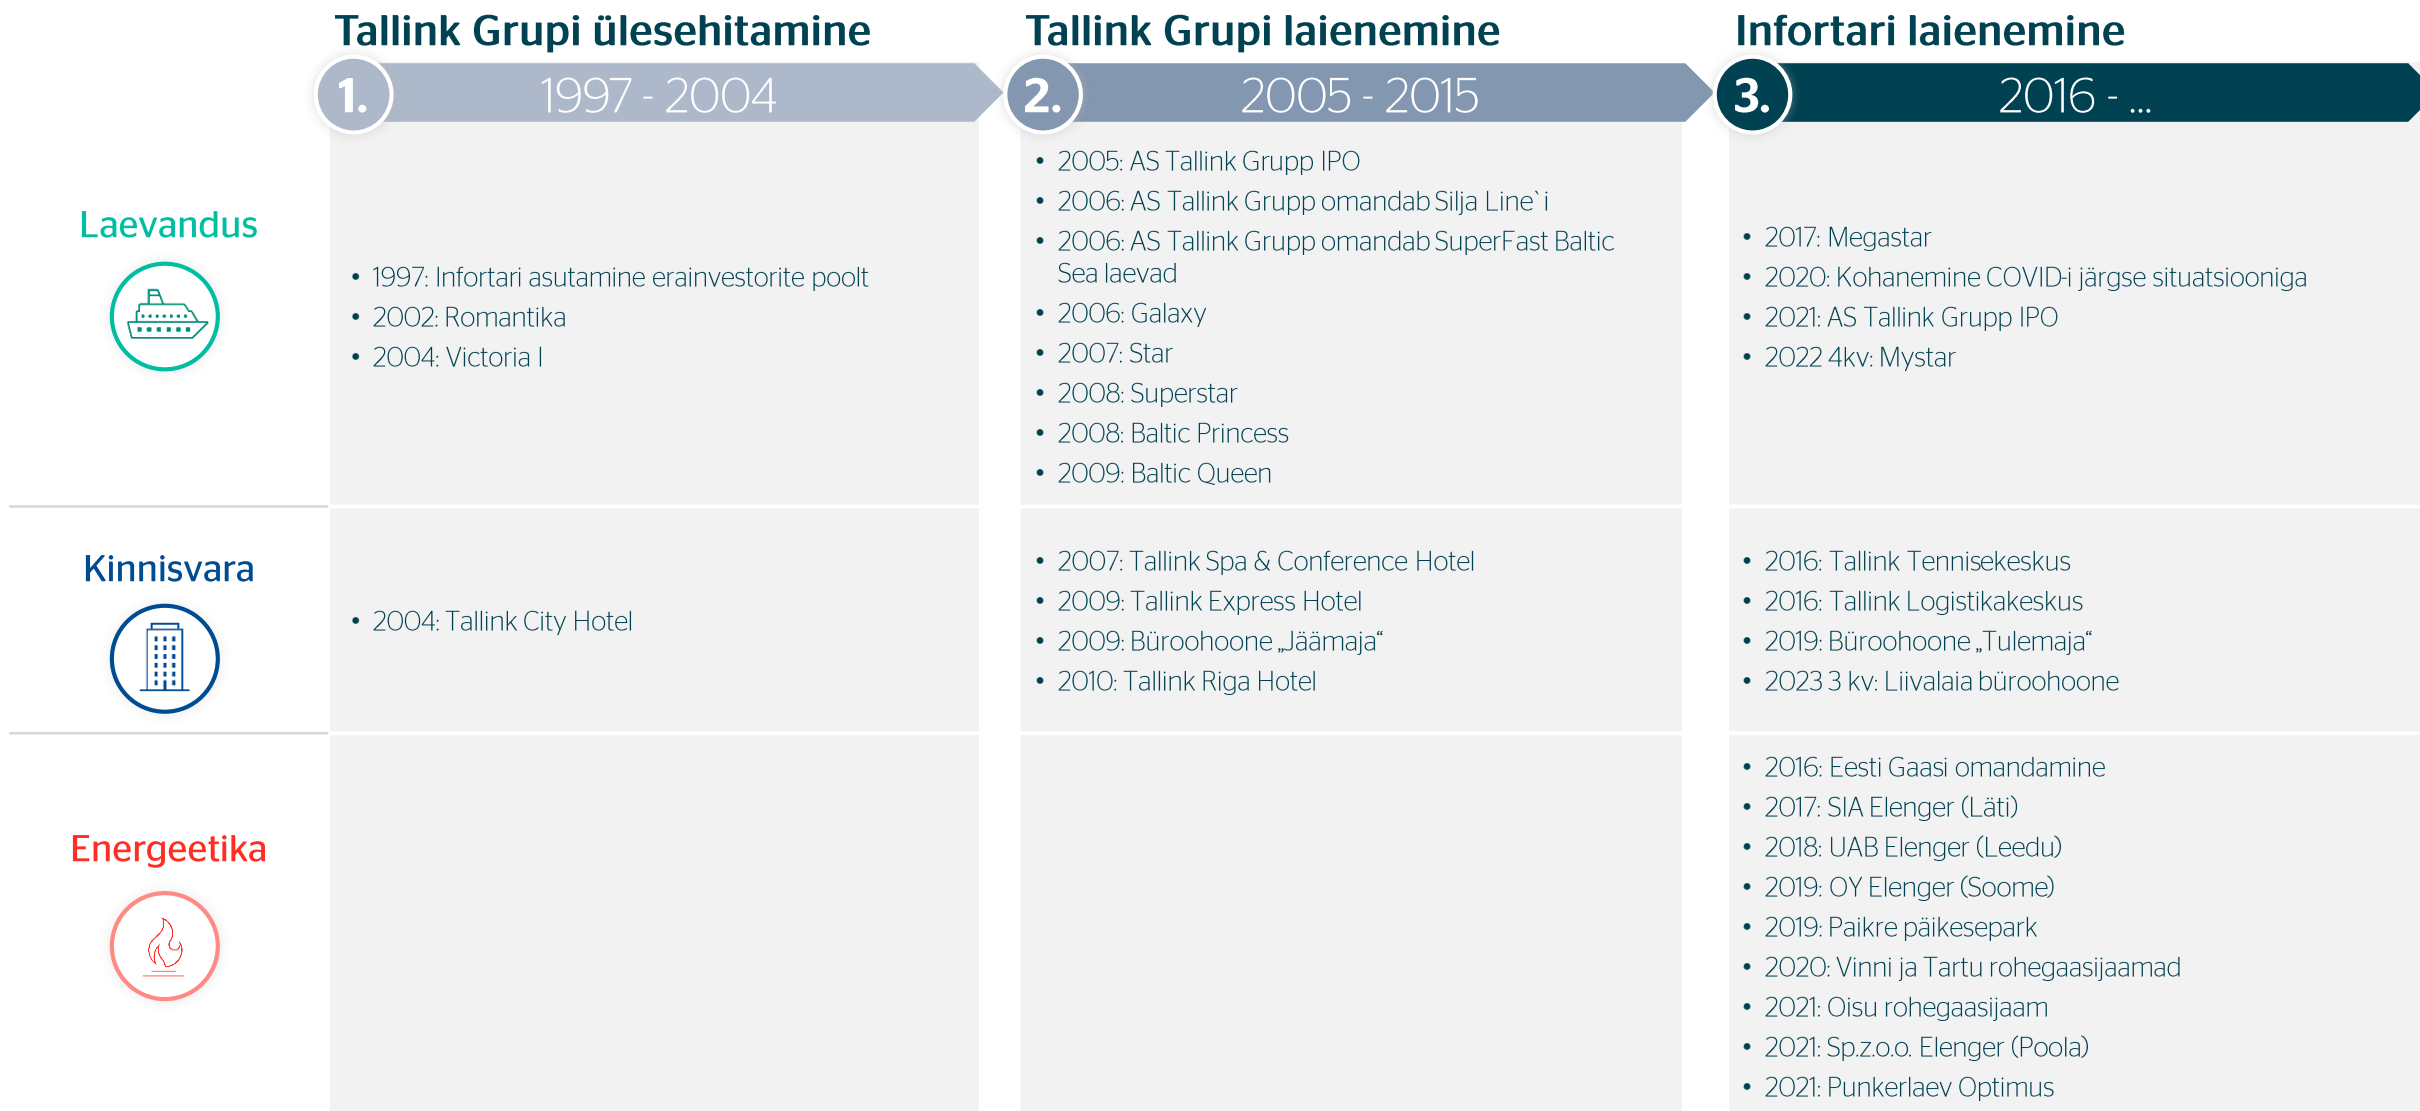 Tallink Grupi ülesehitamine
Tallink Grupi laienemine
Infortari laienemine
1.
1997 - 2004
2.
2005 - 2015
3.
2016 - ...
Laevandus
• 1997: Infortari asutamine erainvestorite poolt
• 2002: Romantika
• 2004: Victoria I
• 2005: AS Tallink Grupp IPO
• 2006: AS Tallink Grupp omandab Silja Line`i
• 2006: AS Tallink Grupp omandab SuperFast Baltic
Sea laevad
• 2006: Galaxy
• 2007: Star
• 2008: Superstar
• 2008: Baltic Princess
• 2009: Baltic Queen
• 2017: Megastar
• 2020: Kohanemine COVID-i järgse situatsiooniga
• 2021: AS Tallink Grupp IPO
• 2022 4kv: Mystar
Kinnisvara
• 2004: Tallink City Hotel
• 2007: Tallink Spa & Conference Hotel
• 2009: Tallink Express Hotel
• 2009: Büroohoone „Jäämaja“
• 2010: Tallink Riga Hotel
• 2016: Tallink Tennisekeskus
• 2016: Tallink Logistikakeskus
• 2019: Büroohoone „Tulemaja“
• 2023 3 kv: Liivalaia büroohoone
Energeetika
• 2016: Eesti Gaasi omandamine
• 2017: SIA Elenger (Läti)
• 2018: UAB Elenger (Leedu)
• 2019: OY Elenger (Soome)
• 2019: Paikre päikesepark
• 2020: Vinni ja Tartu rohegaasijaamad
• 2021: Oisu rohegaasijaam
• 2021: Sp.z.o.o. Elenger (Poola)
• 2021: Punkerlaev Optimus